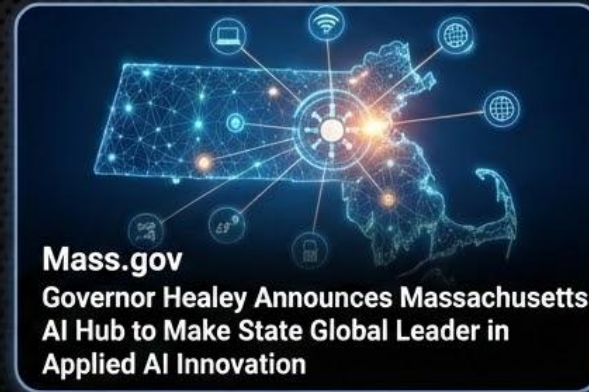 Mass.gov
Governor Healey Announces Massachusetts
AI Hub to Make State Global Leader in
Applied AI Innovation